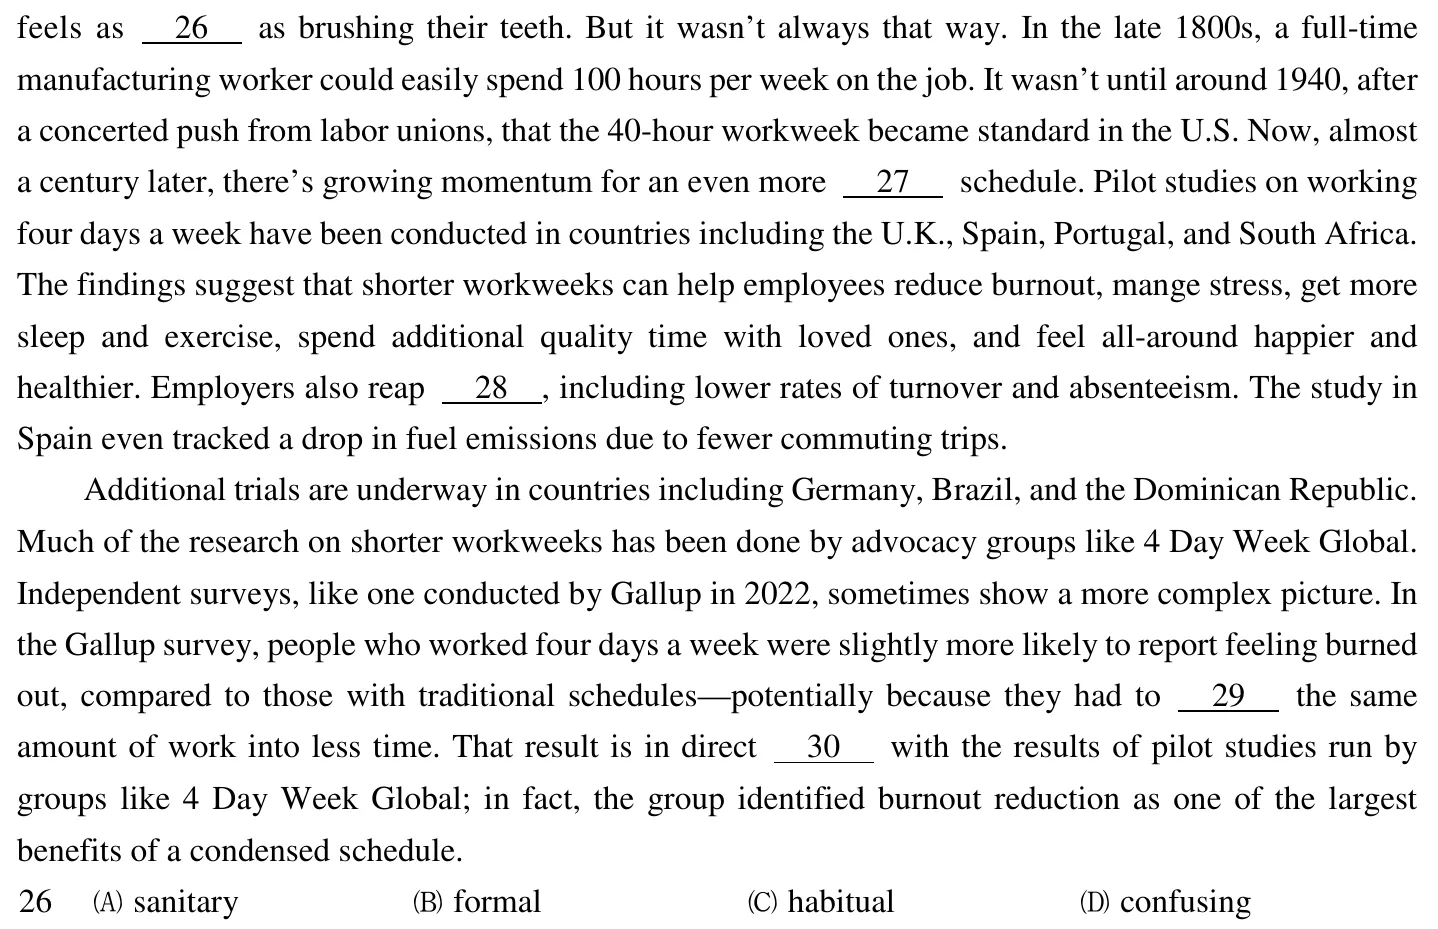 feels as 26 as brushing their teeth. But it wasn’t always that way. In the late 1800s, a full-time
manufacturing worker could easily spend 100 hours per week on the job. It wasn’t until around 1940, after
a concerted push from labor unions, that the 40-hour workweek became standard in the U.S. Now, almost
a century later, there’s growing momentum for an even more 27 schedule. Pilot studies on working
four days a week have been conducted in countries including the U.K., Spain, Portugal, and South Africa.
The findings suggest that shorter workweeks can help employees reduce burnout, mange stress, get more
sleep and exercise, spend additional quality time with loved ones, and feel all-around happier and
healthier. Employers also reap 28 , including lower rates of turnover and absenteeism. The study in
Spain even tracked a drop in fuel emissions due to fewer commuting trips.
Additional trials are underway in countries including Germany, Brazil, and the Dominican Republic.
Much of the research on shorter workweeks has been done by advocacy groups like 4 Day Week Global.
Independent surveys, like one conducted by Gallup in 2022, sometimes show a more complex picture. In
the Gallup survey, people who worked four days a week were slightly more likely to report feeling burned
out, compared to those with traditional schedules—potentially because they had to 29 the same
amount of work into less time. That result is in direct 30 with the results of pilot studies run by
groups like 4 Day Week Global; in fact, the group identified burnout reduction as one of the largest
benefits of a condensed schedule.
26 (A) sanitary (B) formal (C) habitual (D) confusing